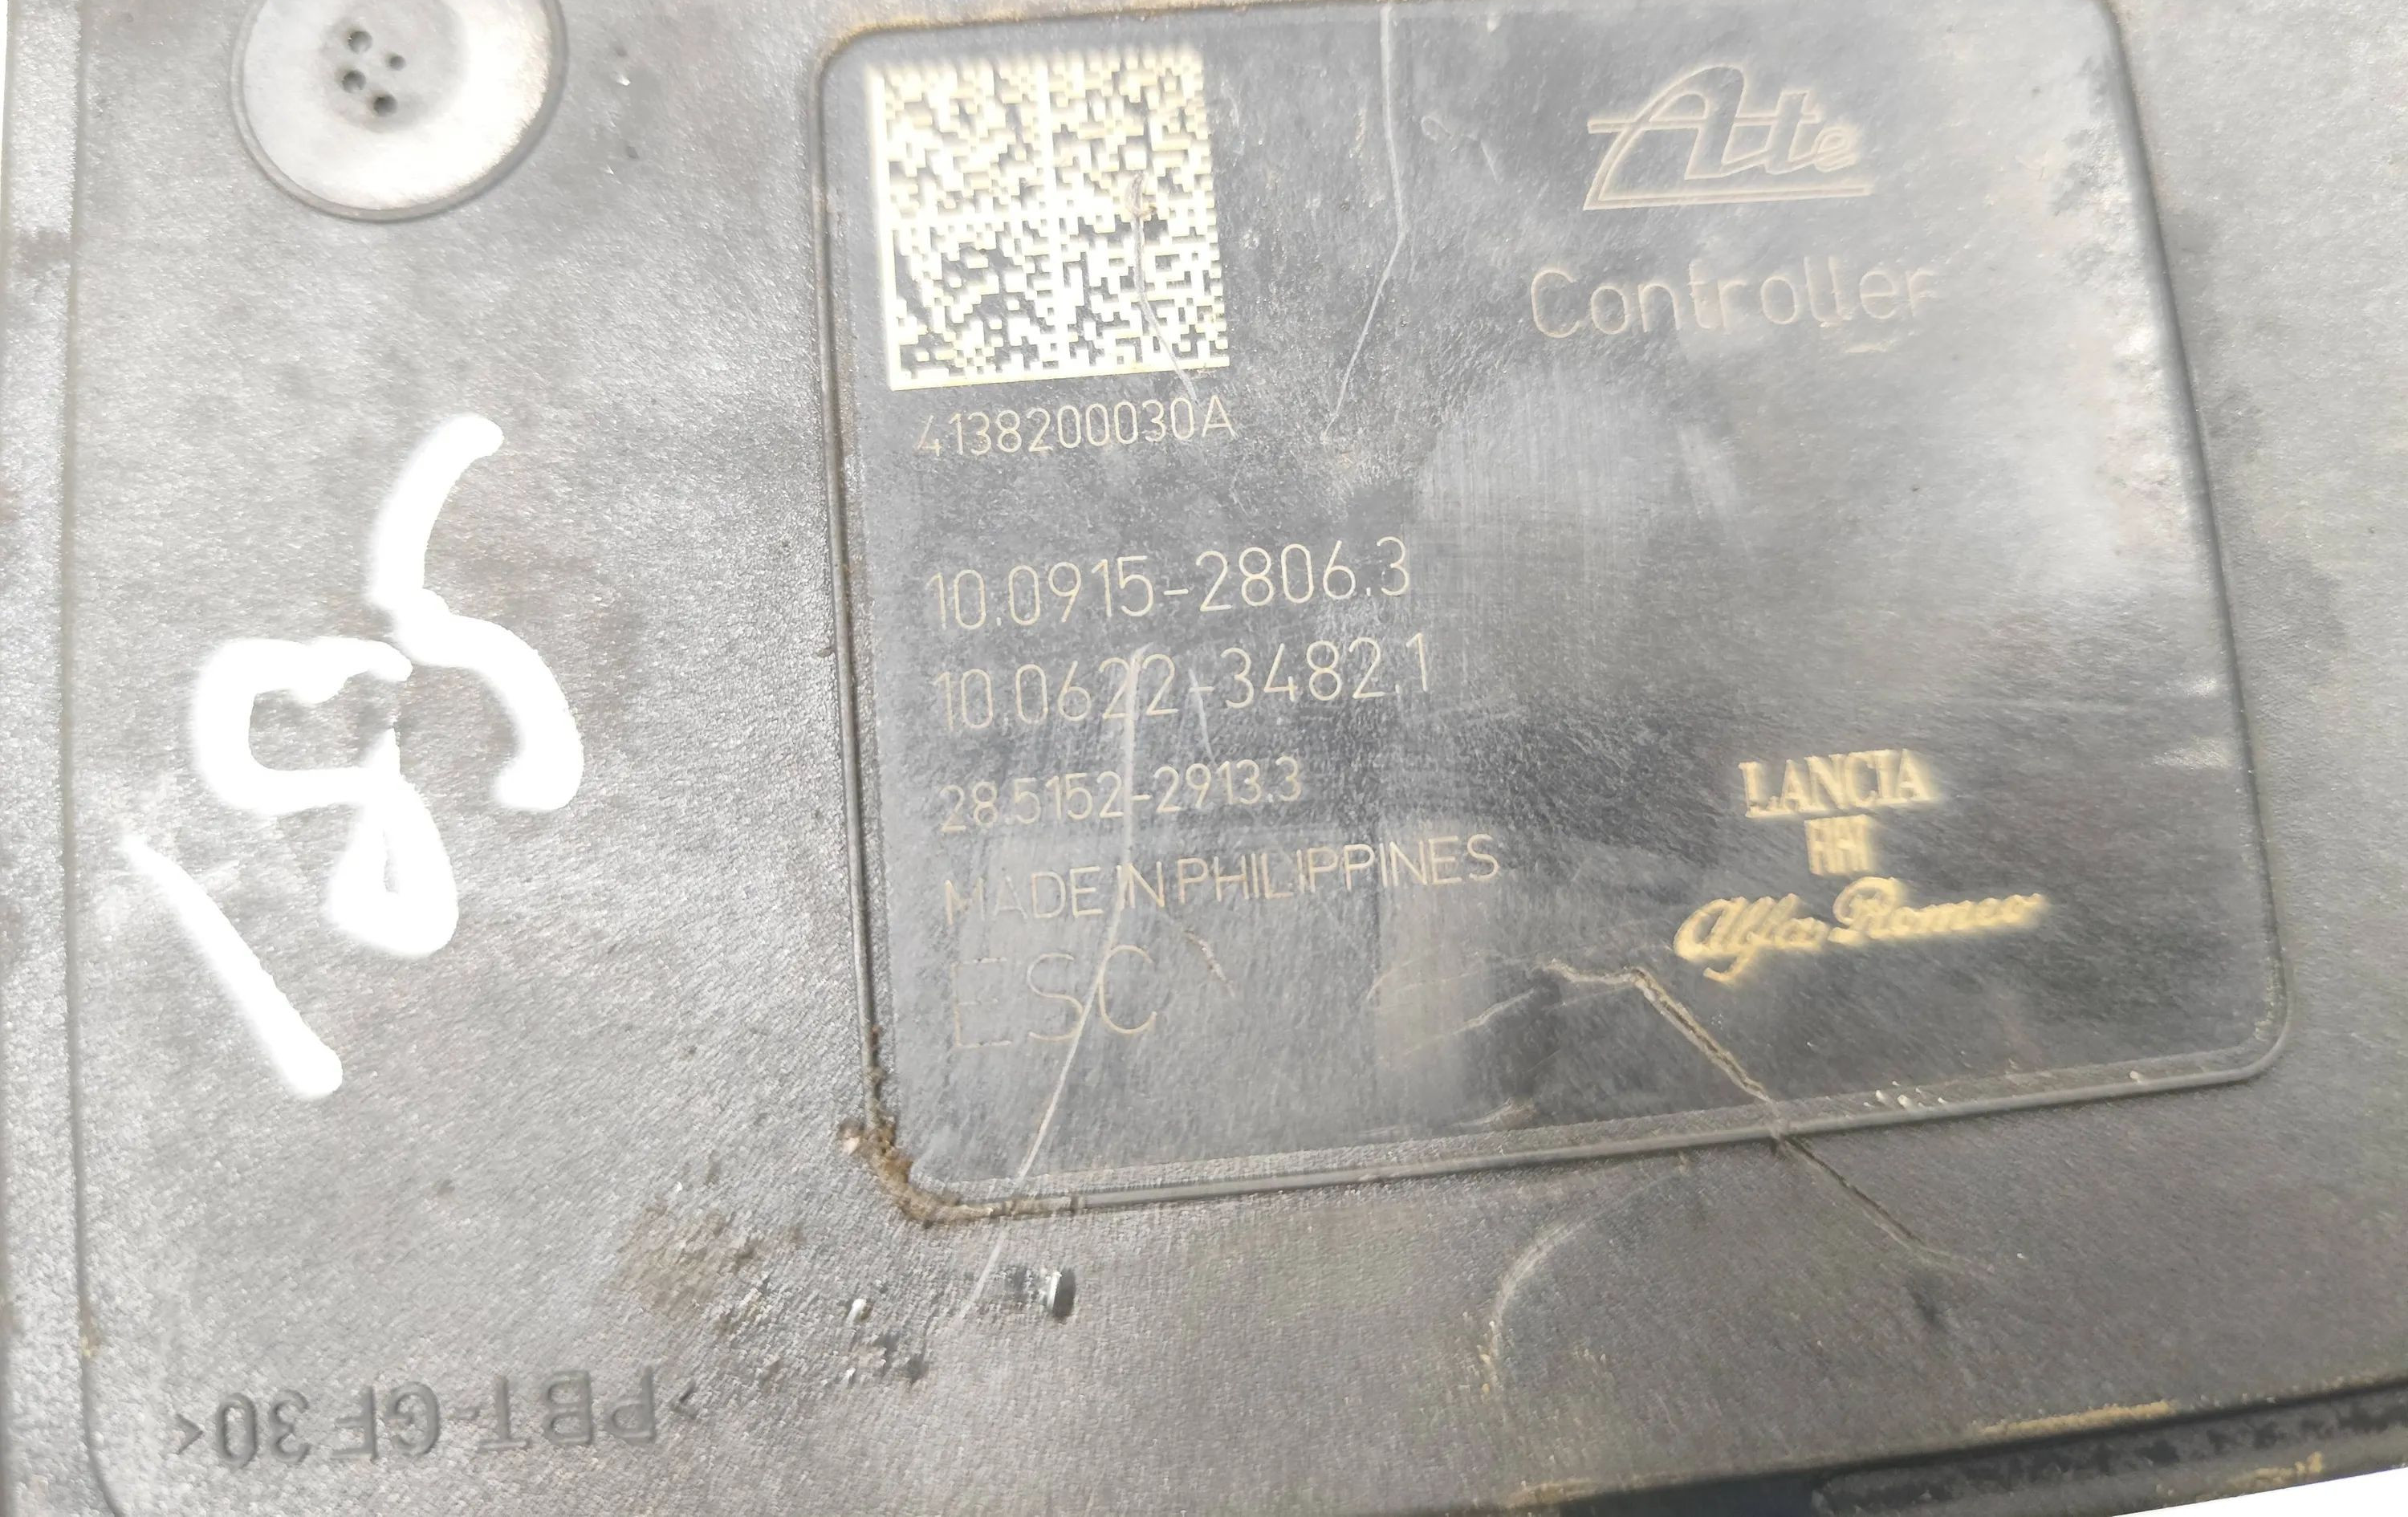 Ate
Controller
4138200030A
10.0915-2806.3
10.0622-3482.1
28.5152-2913.3
MADE IN PHILIPPINES
ESC
LANCIA
FIAT
Alfa Romeo
185
>PBT-GF30<